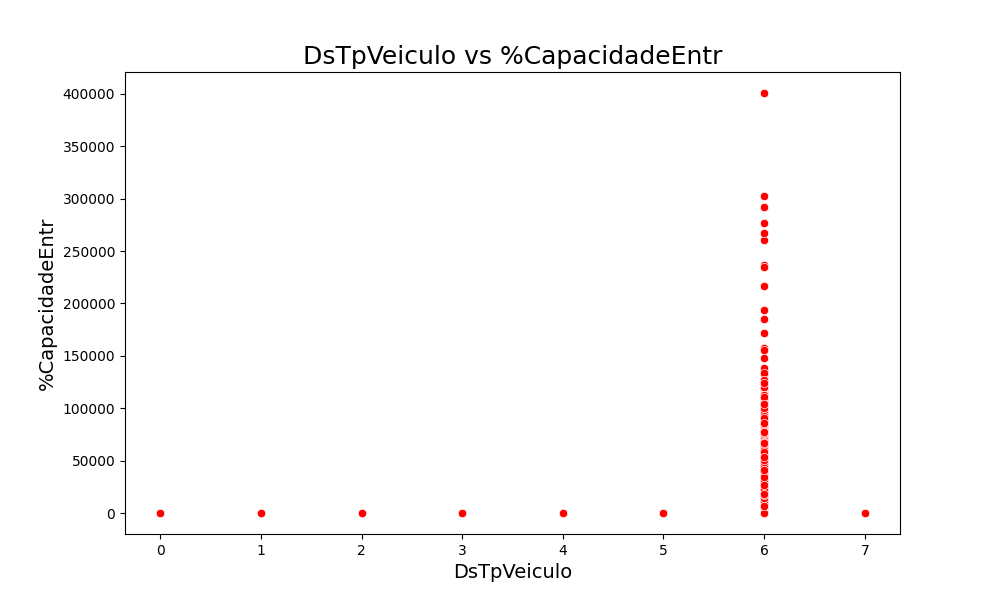 DsTpVeiculo vs %CapacidadeEntr
400000
350000
300000
250000
200000
150000
100000
50000
0
%CapacidadeEntr
0 1 2 3 4 5 6 7
DsTpVeiculo